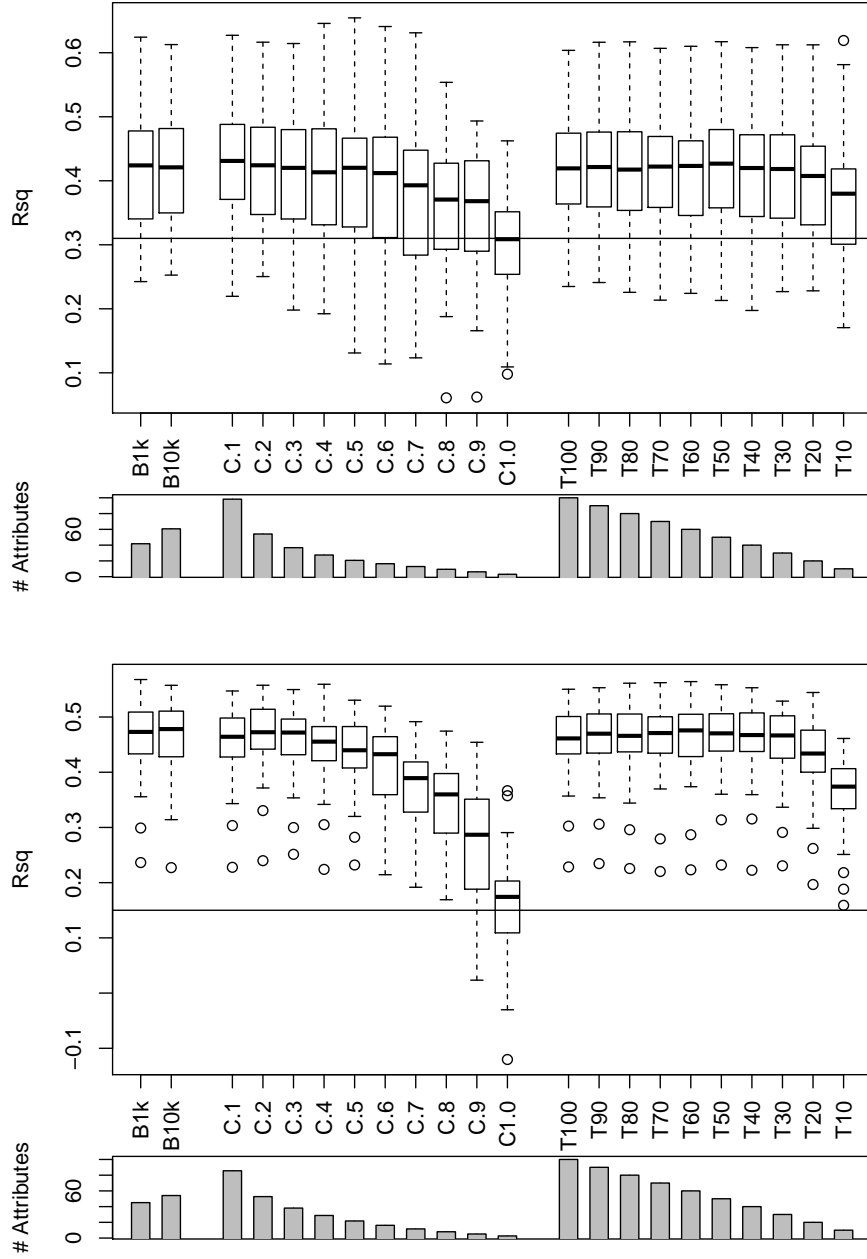 Rsq
0.1 0.2 0.3 0.4 0.5 0.6
B1k
B10k
C.1
C.2
C.3
C.4
C.5
C.6
C.7
C.8
C.9
C1.0
T100
T90
T80
T70
T60
T50
T40
T30
T20
T10
# Attributes
0 60
Rsq
−0.1 0.1 0.2 0.3 0.4 0.5
B1k
B10k
C.1
C.2
C.3
C.4
C.5
C.6
C.7
C.8
C.9
C1.0
T100
T90
T80
T70
T60
T50
T40
T30
T20
T10
# Attributes
0 60